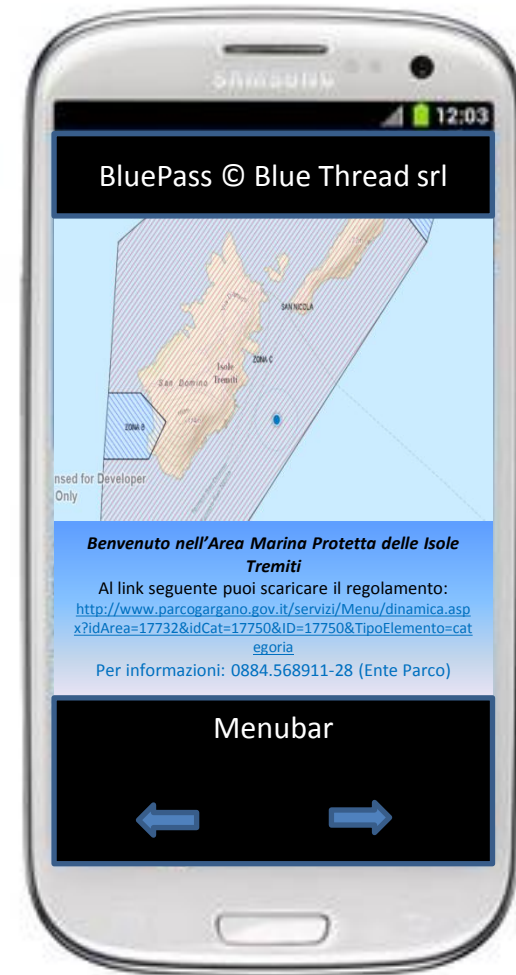 SAMSUNG
12:03
BluePass © Blue Thread srl
SAN NICOLA
ZONA C
Isole
San Domino Tremiti
ZONA B
nsed for Developer
Only
Benvenuto nell’Area Marina Protetta delle Isole
Tremiti
Al link seguente puoi scaricare il regolamento:
http://www.parcogargano.gov.it/servizi/Menu/dinamica.asp
x?idArea=17732&idCat=17750&ID=17750&TipoElemento=cat
egoria
Per informazioni: 0884.568911-28 (Ente Parco)
Menubar